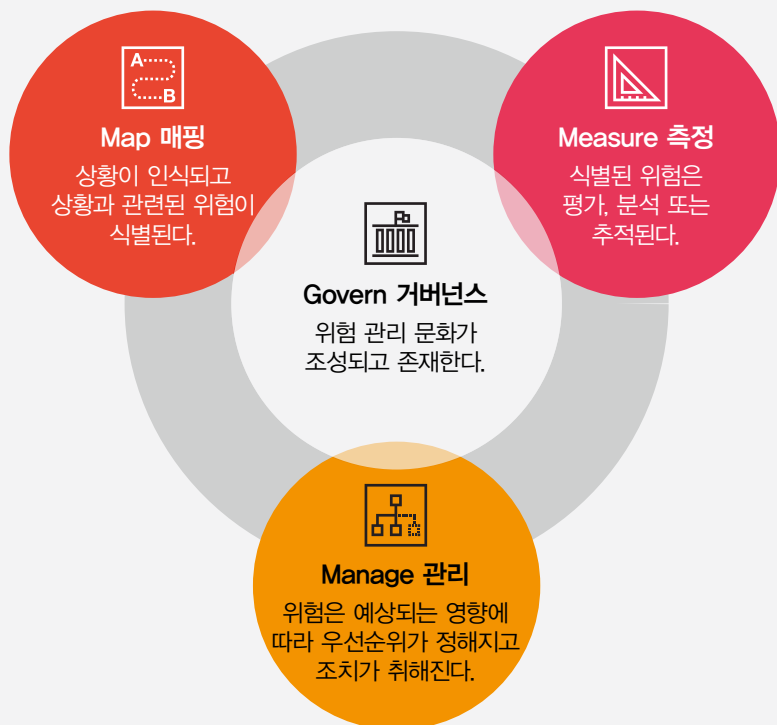 A
B
Map 매핑
상황이 인식되고
상황과 관련된 위험이
식별된다.
Measure 측정
식별된 위험은
평가, 분석 또는
추적된다.
Govern 거버넌스
위험 관리 문화가
조성되고 존재한다.
Manage 관리
위험은 예상되는 영향에
따라 우선순위가 정해지고
조치가 취해진다.